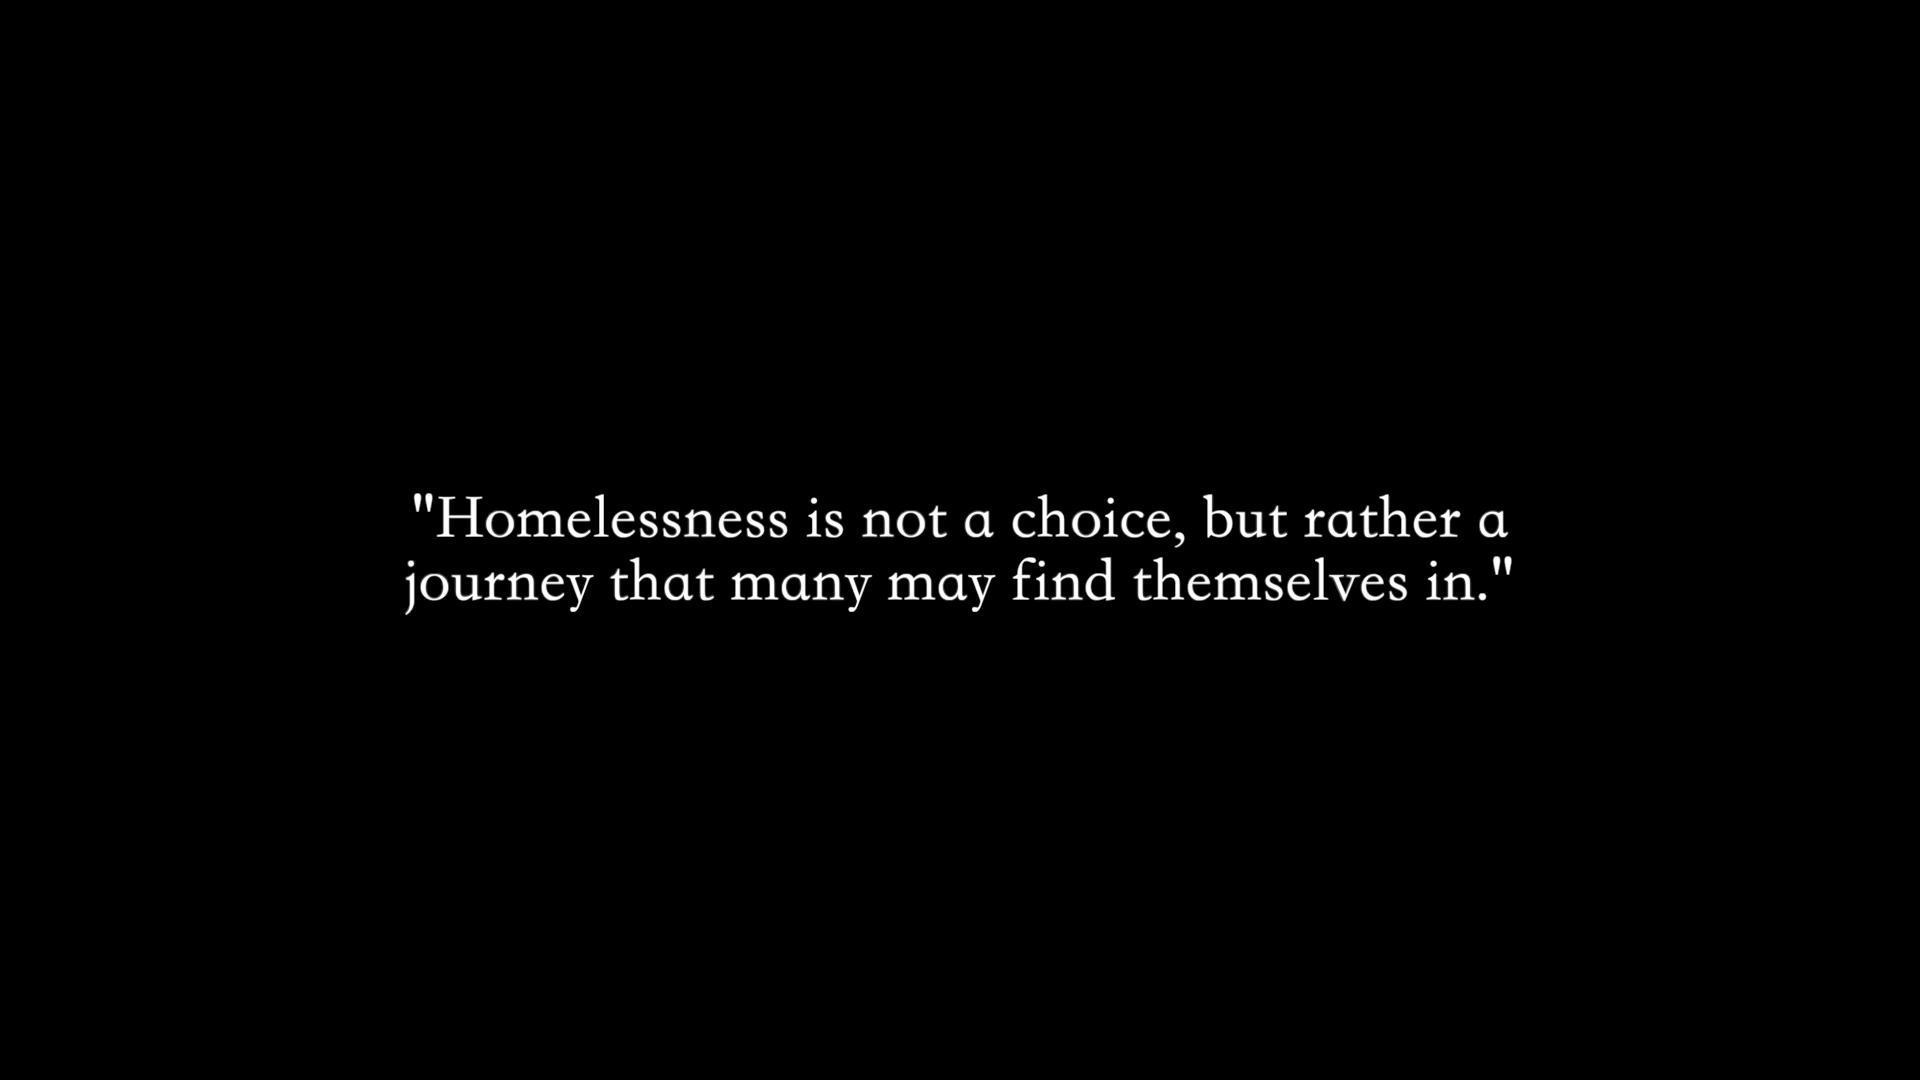 "Homelessness is not a choice, but rather a
journey that many may find themselves in."